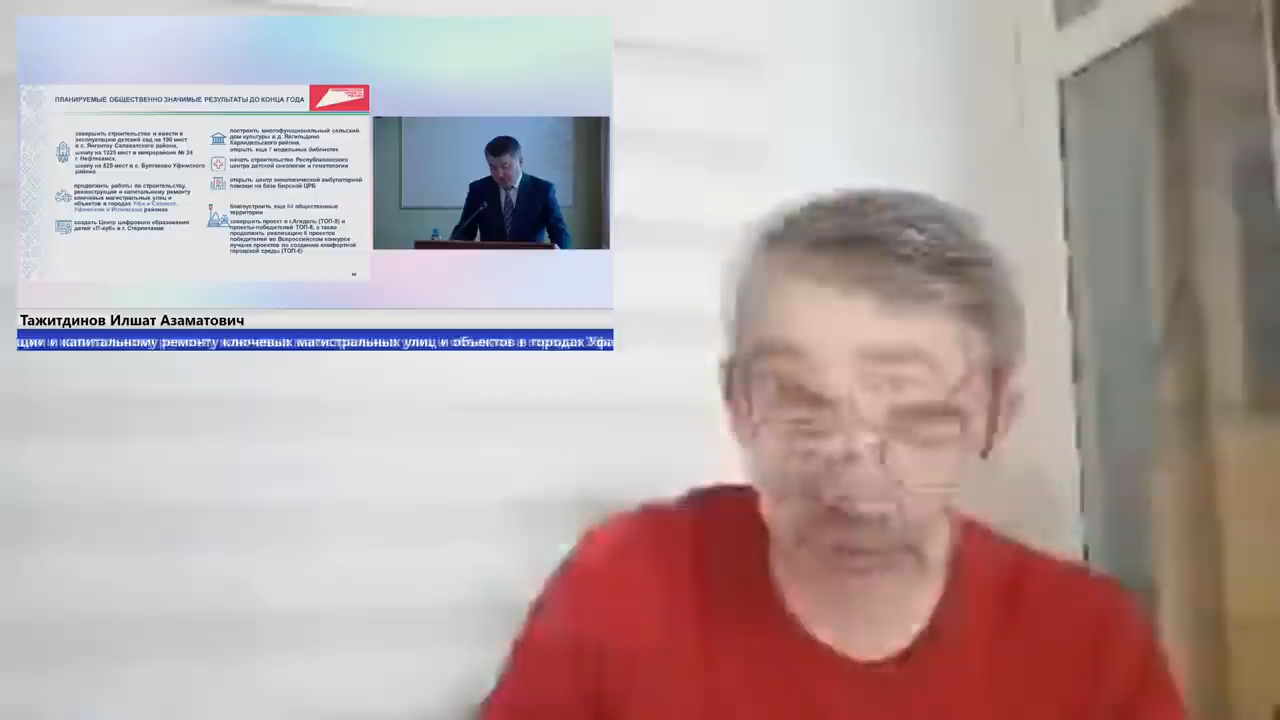 ПЛАНИРУЕМЫЕ ОБЩЕСТВЕННО ЗНАЧИМЫЕ РЕЗУЛЬТАТЫ ДО КОНЦА ГОДА
завершить строительство и ввести в
эксплуатацию детский сад на 190 мест
в с. Янгантау Салаватского района,
школу на 1225 мест в микрорайоне № 24
г. Нефтекамск,
школу на 825 мест в с. Булгаково Уфимского
района
продолжить работы по строительству,
реконструкции и капитальному ремонту
ключевых магистральных улиц и
объектов в городах Уфа и Салават,
Уфимском и Иглинском районах
создать Центр цифрового образования
детей «IT-куб» в г. Стерлитамак
построить многофункциональный сельский
дом культуры в д. Явгильдино
Караидельского района,
открыть еще 7 модельных библиотек
начать строительство Республиканского
центра детской онкологии и гематологии
открыть центр онкологической амбулаторной
помощи на базе Бирской ЦРБ
благоустроить еще 64 общественные
территории
завершить проект в г.Агидель (ТОП-5) и
проекты-победителей ТОП-8, а также
продолжить реализацию 6 проектов
победителей во Всероссийском конкурсе
лучших проектов по созданию комфортной
городской среды (ТОП-6)
Тажитдинов Илшат Азаматович
ции и капитальному ремонту ключевых магистральных улиц и объектов в городах Уфа